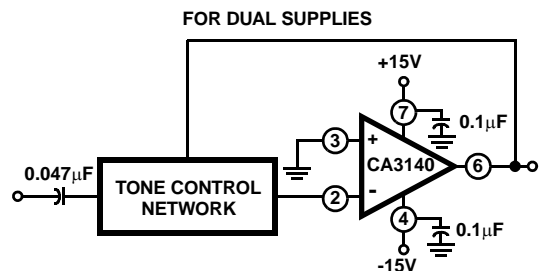 FOR DUAL SUPPLIES
+15V
7
0.1µF
3
+
CA3140
6
0.047µF
TONE CONTROL
NETWORK
2
-
4
0.1µF
-15V